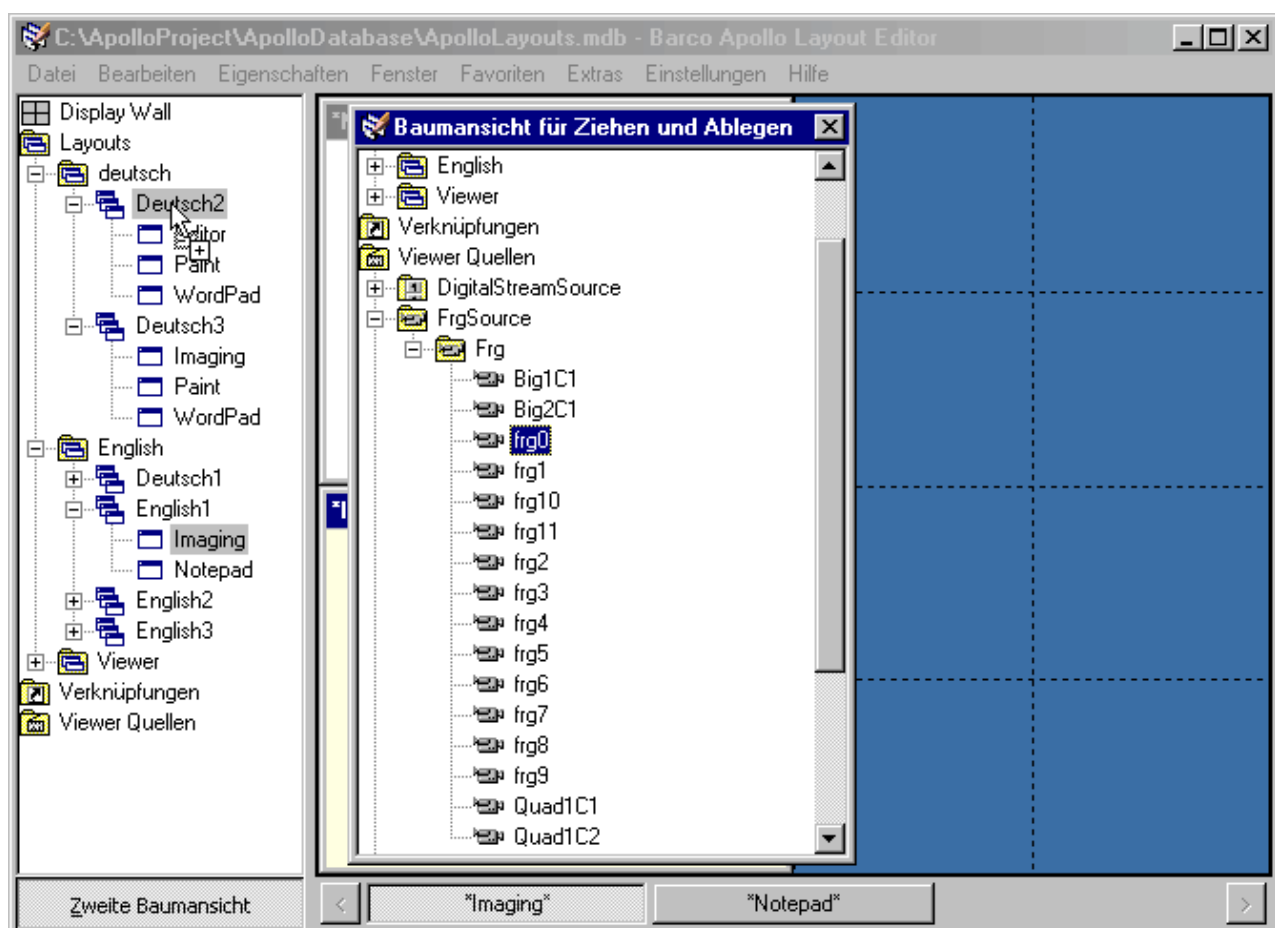 C:\ApolloProject\ApolloDatabase\ApolloLayouts.mdb - Barco Apollo Layout Editor
Datei Bearbeiten Eigenschaften Fenster Favoriten Extras Einstellungen Hilfe
Display Wall
Layouts
deutsch
Deutsch2
Editor
Paint
WordPad
Deutsch3
Imaging
Paint
WordPad
English
Deutsch1
English1
Imaging
Notepad
English2
English3
Viewer
Verknüpfungen
Viewer Quellen
Zweite Baumansicht
Baumansicht für Ziehen und Ablegen
English
Viewer
Verknüpfungen
Viewer Quellen
DigitalStreamSource
FrgSource
Frg
Big1C1
Big2C1
frg0
frg1
frg10
frg11
frg2
frg3
frg4
frg5
frg6
frg7
frg8
frg9
Quad1C1
Quad1C2
< *Imaging* *Notepad* >